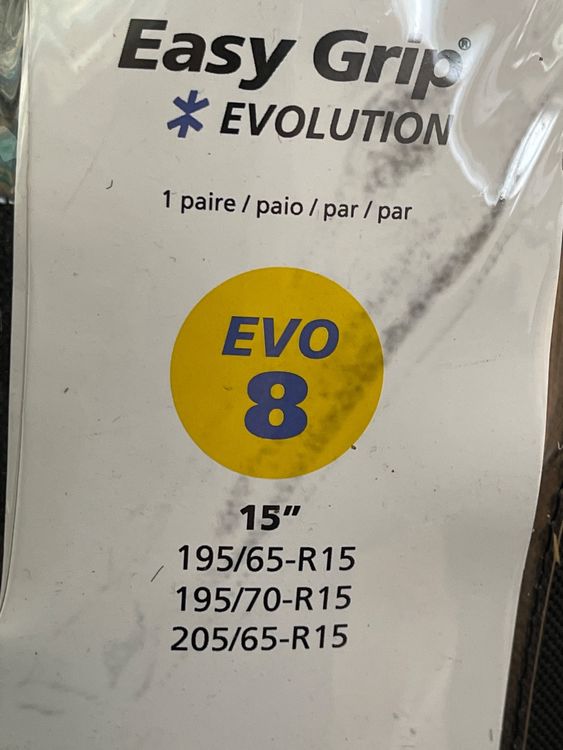 Easy Grip®
EVOLUTION
1 paire / paio / par / par
EVO
8
15”
195/65-R15
195/70-R15
205/65-R15